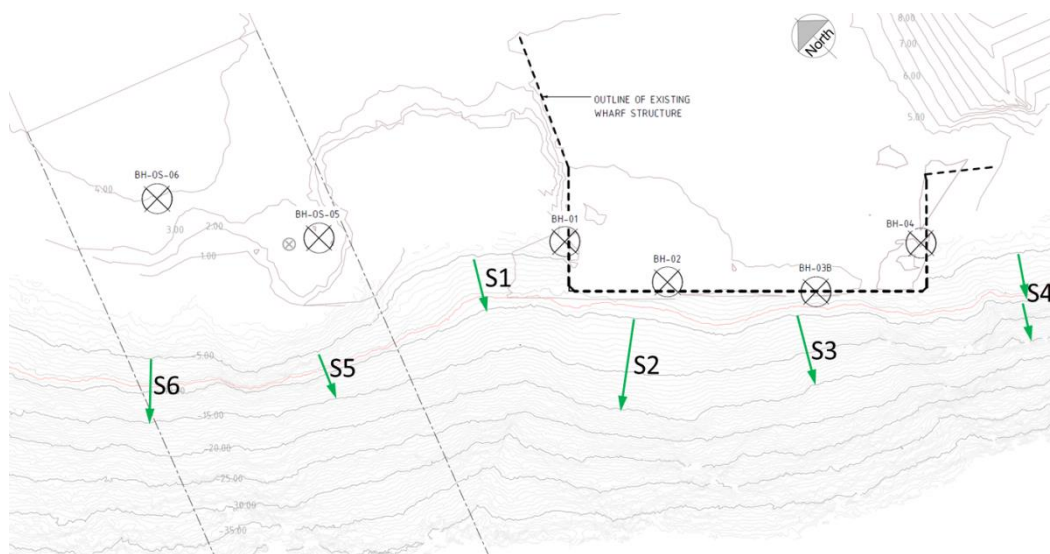 8.00
7.00
North
6.00
OUTLINE OF EXISTING
WHARF STRUCTURE
5.00
BH-OS-06
4.00
BH-OS-05
BH-01
BH-04
2.00
3.00
1.00
BH-02
BH-03B
S1
S4
-5.00
S6
S5
S2
S3
-15.00
-20.00
-25.00
-30.00
-35.00